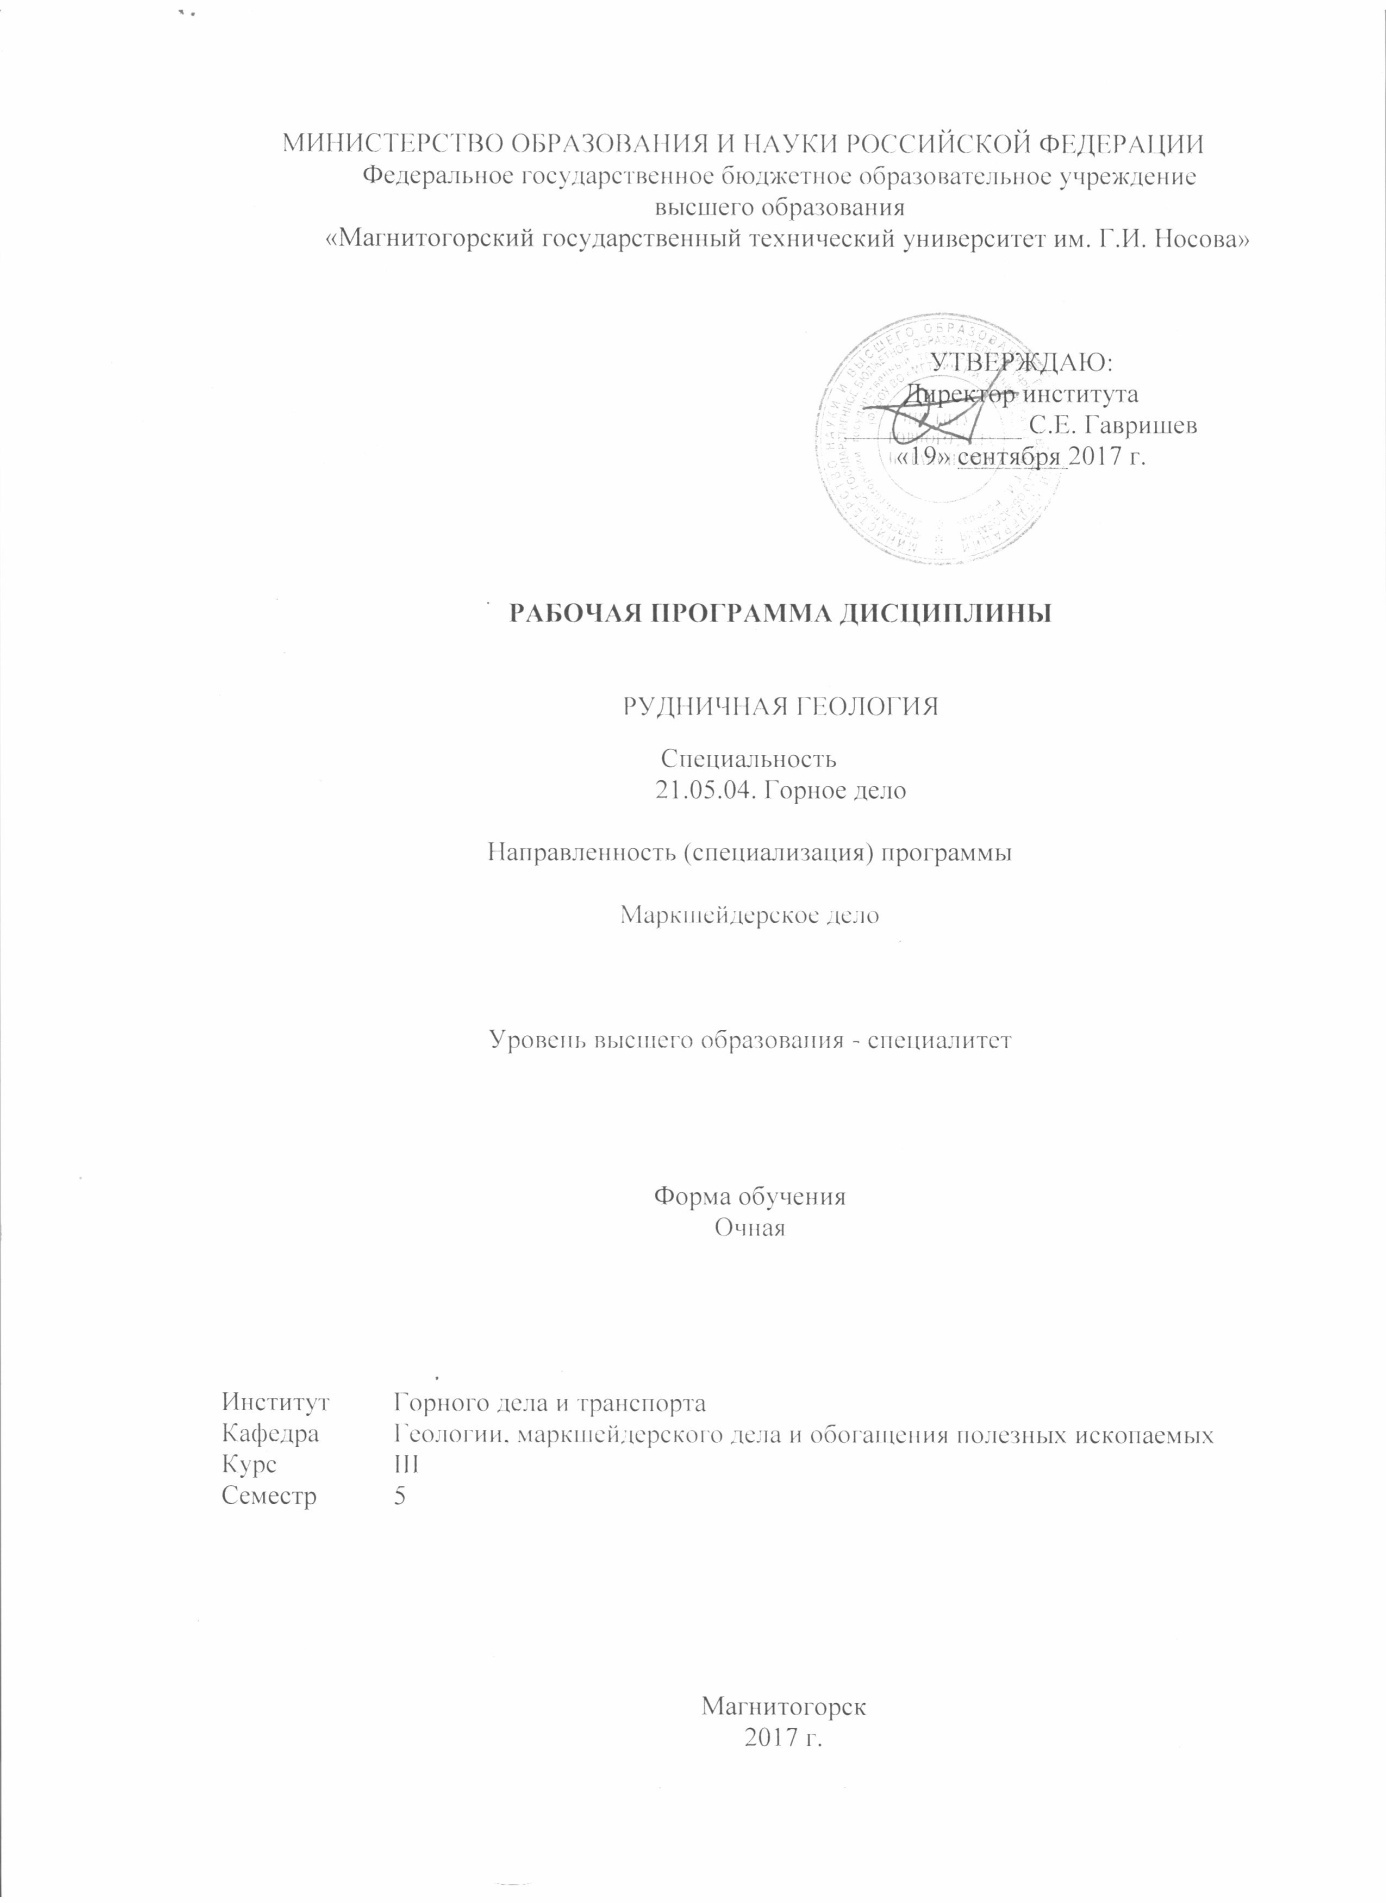 МИНИСТЕРСТВО ОБРАЗОВАНИЯ И НАУКИ РОССИЙСКОЙ ФЕДЕРАЦИИ
Федеральное государственное бюджетное образовательное учреждение
высшего образования
«Магнитогорский государственный технический университет им. Г.И. Носова»
УТВЕРЖДАЮ:
Директор института
С.Е. Гавришев
«19» сентября 2017 г.
РАБОЧАЯ ПРОГРАММА ДИСЦИПЛИНЫ
РУДНИЧНАЯ ГЕОЛОГИЯ
Специальность
21.05.04. Горное дело
Направленность (специализация) программы
Маркшейдерское дело
Уровень высшего образования - специалитет
Форма обучения
Очная
Институт Горного дела и транспорта
Кафедра Геологии, маркшейдерского дела и обогащения полезных ископаемых
Курс III
Семестр 5
Магнитогорск
2017 г.